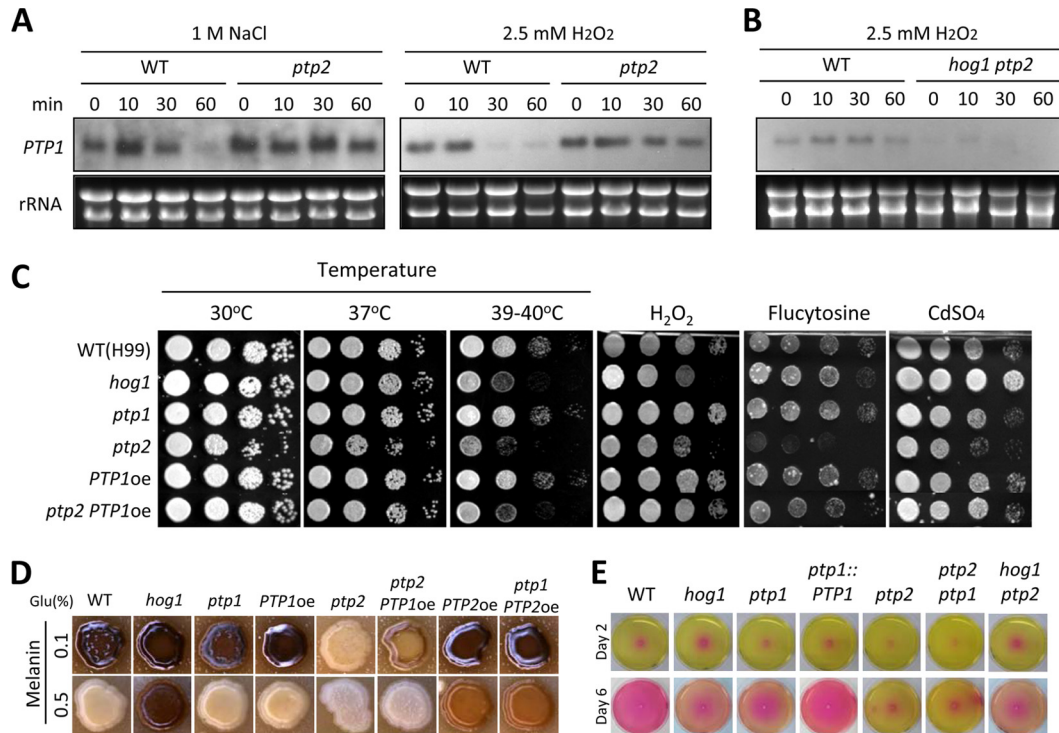 A
1 M NaCl
2.5 mM H2O2
WT ptp2 WT ptp2
min 0 10 30 60 0 10 30 60 0 10 30 60 0 10 30 60
PTP1
rRNA
B
2.5 mM H2O2
WT hog1 ptp2
0 10 30 60 0 10 30 60
C
Temperature
30oC 37oC 39-40oC H2O2 Flucytosine CdSO4
WT(H99)
hog1
ptp1
ptp2
PTP1oe
ptp2 PTP1oe
D
Glu(%) WT hog1 ptp1 PTP1oe ptp2 ptp2 PTP1oe PTP2oe ptp1 PTP2oe
Melanin
0.1
0.5
E
WT hog1 ptp1 ptp1:: PTP1 ptp2 ptp2 ptp1 hog1 ptp2
Day 2
Day 6